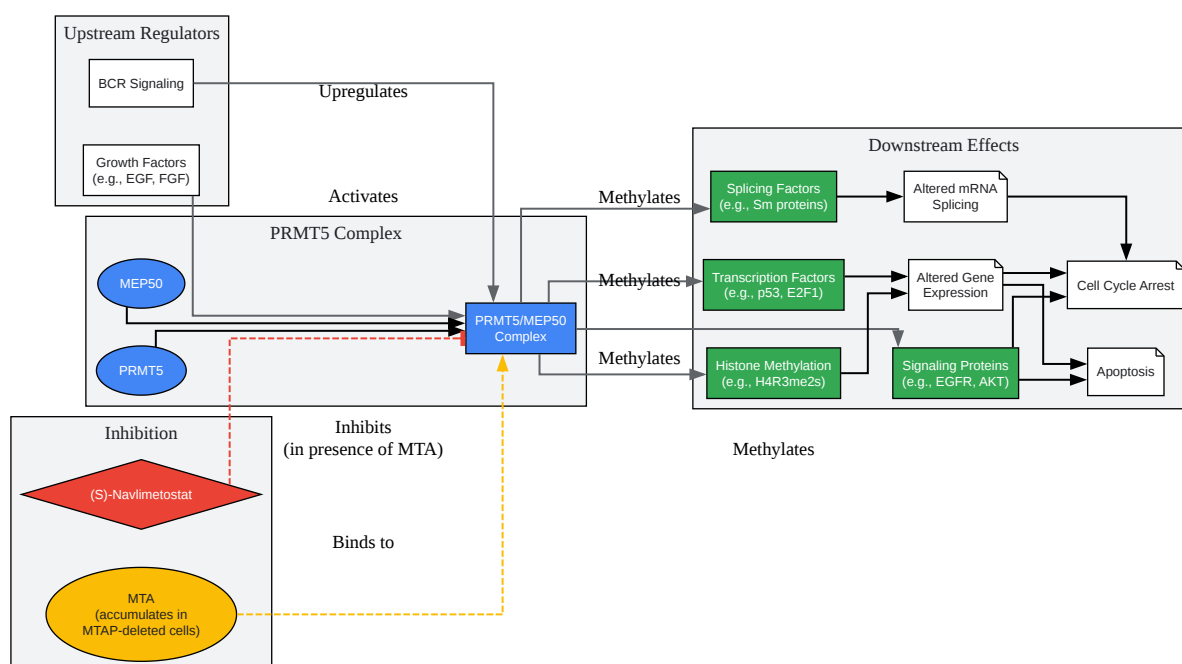 Upstream Regulators
BCR Signaling
Upregulates
Growth Factors
(e.g., EGF, FGF)
Activates
PRMT5 Complex
MEP50
PRMT5
PRMT5/MEP50
Complex
Inhibition
(S)-Navlimetostat
MTA
(accumulates in
MTAP-deleted cells)
Inhibits
(in presence of MTA)
Binds to
Methylates
Methylates
Methylates
Methylates
Downstream Effects
Splicing Factors
(e.g., Sm proteins)
Altered mRNA
Splicing
Transcription Factors
(e.g., p53, E2F1)
Altered Gene
Expression
Cell Cycle Arrest
Histone Methylation
(e.g., H4R3me2s)
Signaling Proteins
(e.g., EGFR, AKT)
Apoptosis